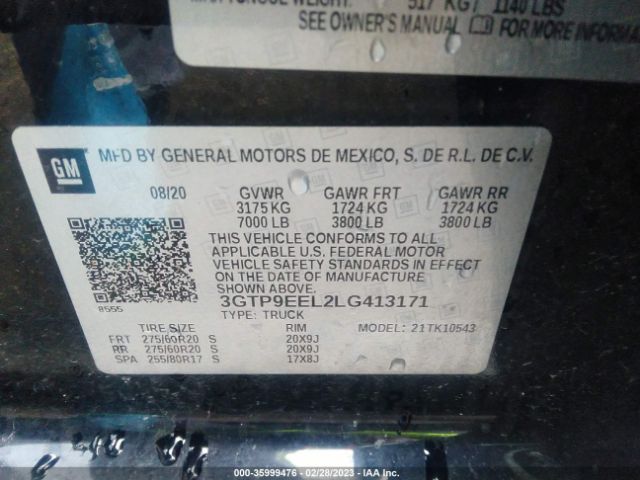 WEIGHT: 517 KG / 1140 LBS
SEE OWNER'S MANUAL FOR MORE INFORMA
GM MFD BY GENERAL MOTORS DE MEXICO, S. DE R.L. DE C.V.
08/20 GVWR GAWR FRT GAWR RR
3175 KG 1724 KG 1724 KG
7000 LB 3800 LB 3800 LB
THIS VEHICLE CONFORMS TO ALL
APPLICABLE U.S. FEDERAL MOTOR
VEHICLE SAFETY STANDARDS IN EFFECT
ON THE DATE OF MANUFACTURE
SHOWN ABOVE.
8555 3GTP9EEL2LG413171
TYPE: TRUCK MODEL: 21TK10543
TIRE SIZE RIM
FRT 275/60R20 S 20X9J
RR 275/60R20 S 20X9J
SPA 255/80R17 S 17X8J
© 35999476 - 02/28/2023 - IAA Inc.